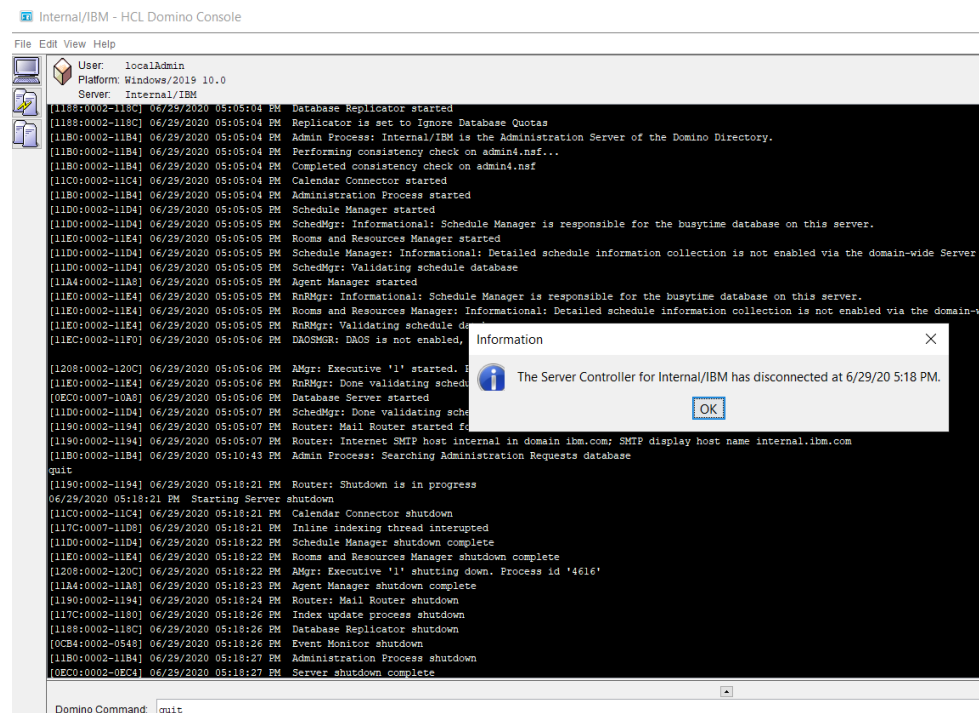 Internal/IBM - HCL Domino Console
File Edit View Help
User: localAdmin
Platform: Windows/2019 10.0
Server: Internal/IBM
[1188:0002-118C] 06/29/2020 05:05:04 PM Database Replicator started
[1188:0002-118C] 06/29/2020 05:05:04 PM Replicator is set to Ignore Database Quotas
[11B0:0002-11B4] 06/29/2020 05:05:04 PM Admin Process: Internal/IBM is the Administration Server of the Domino Directory.
[11B0:0002-11B4] 06/29/2020 05:05:04 PM Performing consistency check on admin4.nsf...
[11B0:0002-11B4] 06/29/2020 05:05:04 PM Completed consistency check on admin4.nsf
[11C0:0002-11C4] 06/29/2020 05:05:04 PM Calendar Connector started
[11B0:0002-11B4] 06/29/2020 05:05:04 PM Administration Process started
[11D0:0002-11D4] 06/29/2020 05:05:05 PM Schedule Manager started
[11D0:0002-11D4] 06/29/2020 05:05:05 PM SchedMgr: Informational: Schedule Manager is responsible for the busytime database on this server.
[11E0:0002-11E4] 06/29/2020 05:05:05 PM Rooms and Resources Manager started
[11D0:0002-11D4] 06/29/2020 05:05:05 PM Schedule Manager: Informational: Detailed schedule information collection is not enabled via the domain-wide Server
[11D0:0002-11D4] 06/29/2020 05:05:05 PM SchedMgr: Validating schedule database
[11A4:0002-11A8] 06/29/2020 05:05:05 PM Agent Manager started
[11E0:0002-11E4] 06/29/2020 05:05:05 PM RnRMgr: Informational: Schedule Manager is responsible for the busytime database on this server.
[11E0:0002-11E4] 06/29/2020 05:05:05 PM Rooms and Resources Manager: Informational: Detailed schedule information collection is not enabled via the domain-
[11E0:0002-11E4] 06/29/2020 05:05:05 PM RnRMgr: Validating schedule
[11EC:0002-11F0] 06/29/2020 05:05:06 PM DAOSMGR: DAOS is not enabled,
[1208:0002-120C] 06/29/2020 05:05:06 PM AMgr: Executive '1' started.
[11E0:0002-11E4] 06/29/2020 05:05:06 PM RnRMgr: Done validating schedu
[0EC0:0007-10A8] 06/29/2020 05:05:06 PM Database Server started
[11D0:0002-11D4] 06/29/2020 05:05:07 PM SchedMgr: Done validating sche
[1190:0002-1194] 06/29/2020 05:05:07 PM Router: Mail Router started fo
[1190:0002-1194] 06/29/2020 05:05:07 PM Router: Internet SMTP host internal in domain ibm.com; SMTP display host name internal.ibm.com
[11B0:0002-11B4] 06/29/2020 05:10:43 PM Admin Process: Searching Administration Requests database
quit
[1190:0002-1194] 06/29/2020 05:18:21 PM Router: Shutdown is in progress
06/29/2020 05:18:21 PM Starting Server shutdown
[11C0:0002-11C4] 06/29/2020 05:18:21 PM Calendar Connector shutdown
[117C:0007-11D8] 06/29/2020 05:18:21 PM Inline indexing thread interupted
[11D0:0002-11D4] 06/29/2020 05:18:22 PM Schedule Manager shutdown complete
[11E0:0002-11E4] 06/29/2020 05:18:22 PM Rooms and Resources Manager shutdown complete
[1208:0002-120C] 06/29/2020 05:18:22 PM AMgr: Executive '1' shutting down. Process id '4616'
[11A4:0002-11A8] 06/29/2020 05:18:23 PM Agent Manager shutdown complete
[1190:0002-1194] 06/29/2020 05:18:24 PM Router: Mail Router shutdown
[117C:0002-1180] 06/29/2020 05:18:26 PM Index update process shutdown
[1188:0002-118C] 06/29/2020 05:18:26 PM Database Replicator shutdown
[0CB4:0002-0548] 06/29/2020 05:18:26 PM Event Monitor shutdown
[11B0:0002-11B4] 06/29/2020 05:18:27 PM Administration Process shutdown
[0EC0:0002-0EC4] 06/29/2020 05:18:27 PM Server shutdown complete
Information
The Server Controller for Internal/IBM has disconnected at 6/29/20 5:18 PM.
OK
Domino Command: quit